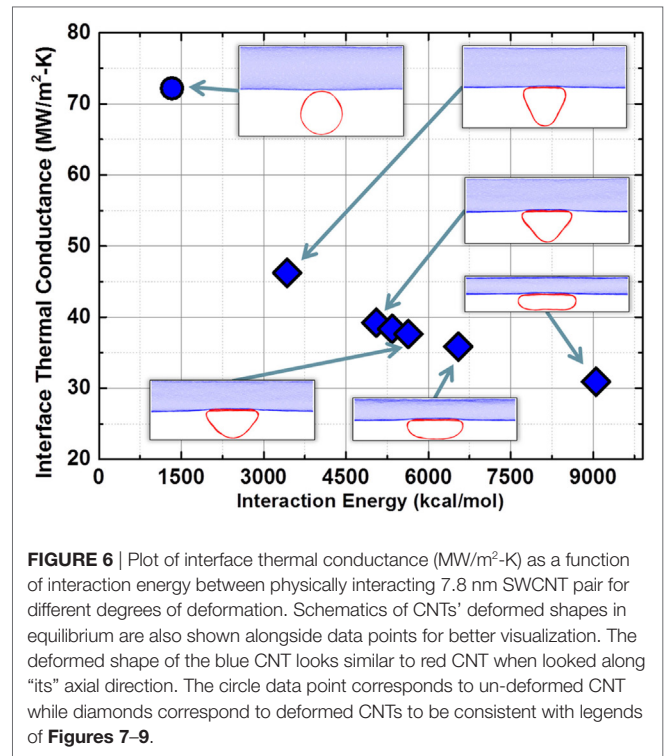 80
70
60
50
40
30
20
Interface Thermal Conductance (MW/m²-K)
0 1500 3000 4500 6000 7500 9000
Interaction Energy (kcal/mol)
FIGURE 6 | Plot of interface thermal conductance (MW/m²-K) as a function
of interaction energy between physically interacting 7.8 nm SWCNT pair for
different degrees of deformation. Schematics of CNTs’ deformed shapes in
equilibrium are also shown alongside data points for better visualization. The
deformed shape of the blue CNT looks similar to red CNT when looked along
“its” axial direction. The circle data point corresponds to un-deformed CNT
while diamonds correspond to deformed CNTs to be consistent with legends
of Figures 7–9.